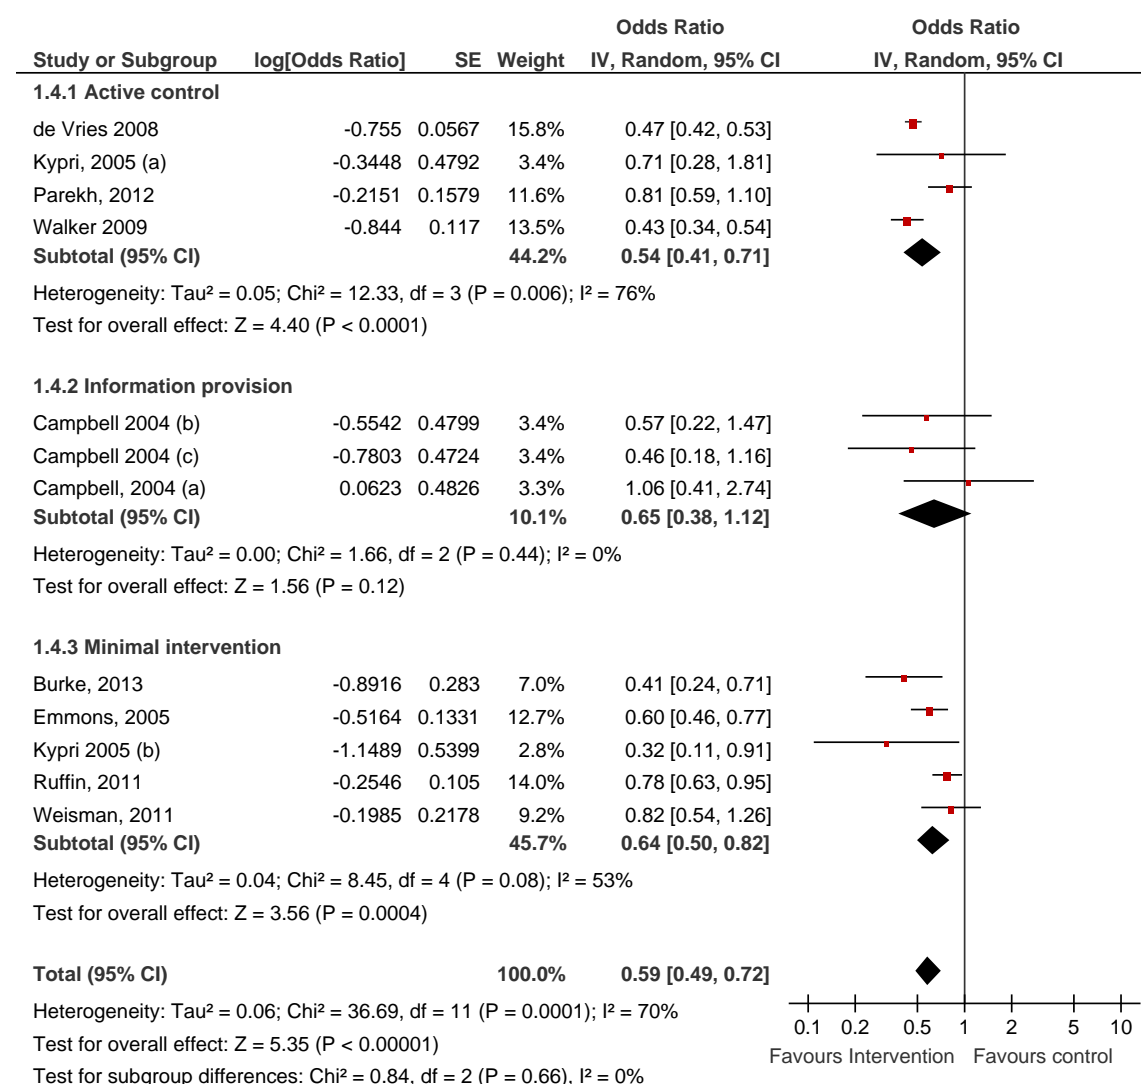 Odds Ratio Odds Ratio
Study or Subgroup log[Odds Ratio] SE Weight IV, Random, 95% CI IV, Random, 95% CI
1.4.1 Active control
de Vries 2008 -0.755 0.0567 15.8% 0.47 [0.42, 0.53]
Kypri, 2005 (a) -0.3448 0.4792 3.4% 0.71 [0.28, 1.81]
Parekh, 2012 -0.2151 0.1579 11.6% 0.81 [0.59, 1.10]
Walker 2009 -0.844 0.117 13.5% 0.43 [0.34, 0.54]
Subtotal (95% CI) 44.2% 0.54 [0.41, 0.71]
Heterogeneity: Tau² = 0.05; Chi² = 12.33, df = 3 (P = 0.006); I² = 76%
Test for overall effect: Z = 4.40 (P < 0.0001)
1.4.2 Information provision
Campbell 2004 (b) -0.5542 0.4799 3.4% 0.57 [0.22, 1.47]
Campbell 2004 (c) -0.7803 0.4724 3.4% 0.46 [0.18, 1.16]
Campbell, 2004 (a) 0.0623 0.4826 3.3% 1.06 [0.41, 2.74]
Subtotal (95% CI) 10.1% 0.65 [0.38, 1.12]
Heterogeneity: Tau² = 0.00; Chi² = 1.66, df = 2 (P = 0.44); I² = 0%
Test for overall effect: Z = 1.56 (P = 0.12)
1.4.3 Minimal intervention
Burke, 2013 -0.8916 0.283 7.0% 0.41 [0.24, 0.71]
Emmons, 2005 -0.5164 0.1331 12.7% 0.60 [0.46, 0.77]
Kypri 2005 (b) -1.1489 0.5399 2.8% 0.32 [0.11, 0.91]
Ruffin, 2011 -0.2546 0.105 14.0% 0.78 [0.63, 0.95]
Weisman, 2011 -0.1985 0.2178 9.2% 0.82 [0.54, 1.26]
Subtotal (95% CI) 45.7% 0.64 [0.50, 0.82]
Heterogeneity: Tau² = 0.04; Chi² = 8.45, df = 4 (P = 0.08); I² = 53%
Test for overall effect: Z = 3.56 (P = 0.0004)
Total (95% CI) 100.0% 0.59 [0.49, 0.72]
Heterogeneity: Tau² = 0.06; Chi² = 36.69, df = 11 (P = 0.0001); I² = 70%
Test for overall effect: Z = 5.35 (P < 0.00001)
Test for subgroup differences: Chi² = 0.84, df = 2 (P = 0.66), I² = 0%
0.1 0.2 0.5 1 2 5 10
Favours Intervention Favours control